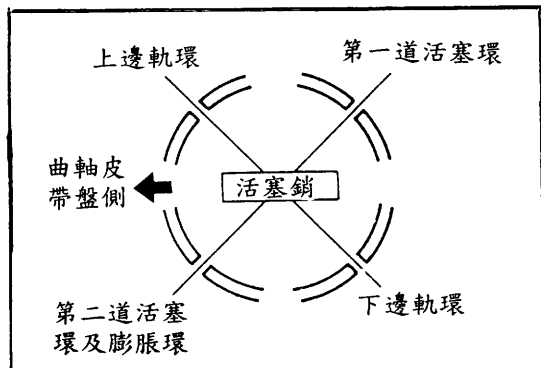 上邊軌環
第一道活塞環
曲軸皮
帶盤側
活塞銷
第二道活塞
環及膨脹環
下邊軌環